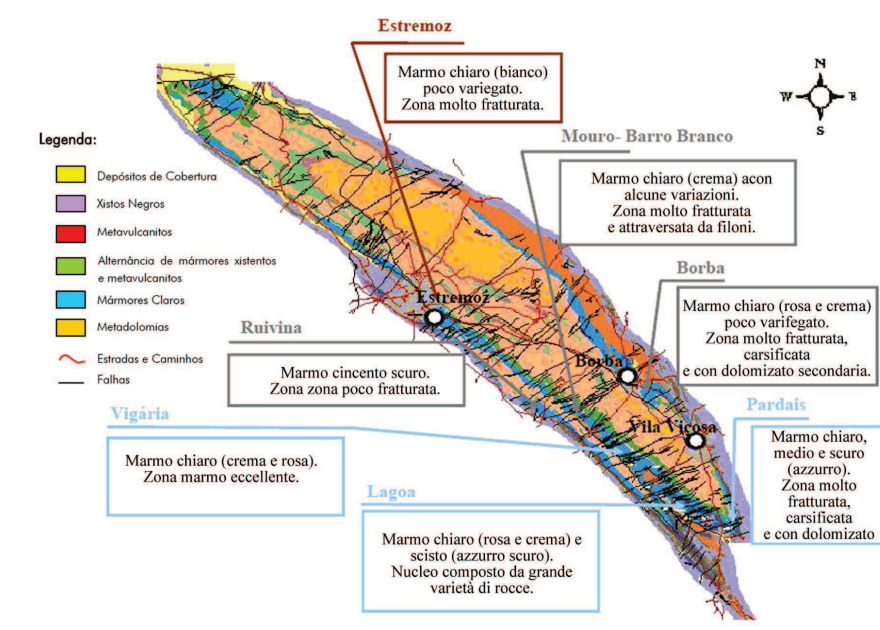 Estremoz
Marmo chiaro (bianco)
poco variegato.
Zona molto fratturata.
N
W
E
S
Mouro- Barro Branco
Marmo chiaro (crema) acon
alcune variazioni.
Zona molto fratturata
e attraversata da filoni.
Legenda:
Depósitos de Cobertura
Xistos Negros
Metavulcanitos
Alternância de mármores xistentos
e metavulcanitos
Mármores Claros
Metadolomias
Estradas e Caminhos
Falhas
Borba
Marmo chiaro (rosa e crema)
poco varifegato.
Zona molto fratturata,
carsificata
e con dolomizato secondaria.
Estremoz
Ruivina
Marmo cincento scuro.
Zona zona poco fratturata.
Borba
Vila Viçosa
Vigária
Marmo chiaro (crema e rosa).
Zona marmo eccellente.
Pardais
Marmo chiaro,
medio e scuro
(azzurro).
Zona molto
fratturata,
carsificata
e con dolomizato
Lagoa
Marmo chiaro (rosa e crema) e
scisto (azzurro scuro).
Nucleo composto da grande
varietà di rocce.